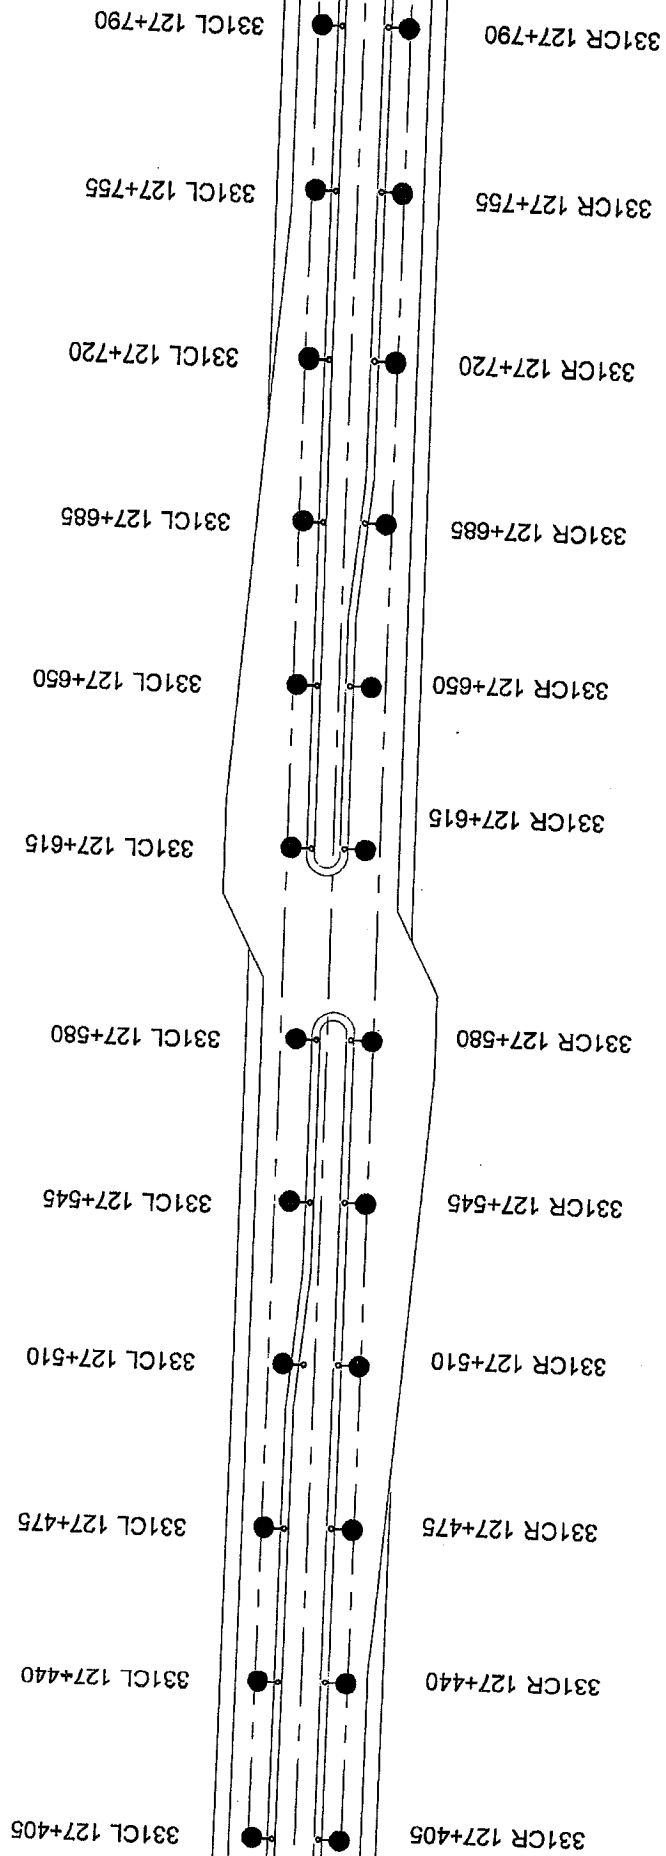 331CR 127+405
331CL 127+405
331CR 127+440
331CL 127+440
331CR 127+475
331CL 127+475
331CR 127+510
331CL 127+510
331CR 127+545
331CL 127+545
331CR 127+580
331CL 127+580
331CR 127+615
331CL 127+615
331CR 127+650
331CL 127+650
331CR 127+685
331CL 127+685
331CR 127+720
331CL 127+720
331CR 127+755
331CL 127+755
331CR 127+790
331CL 127+790